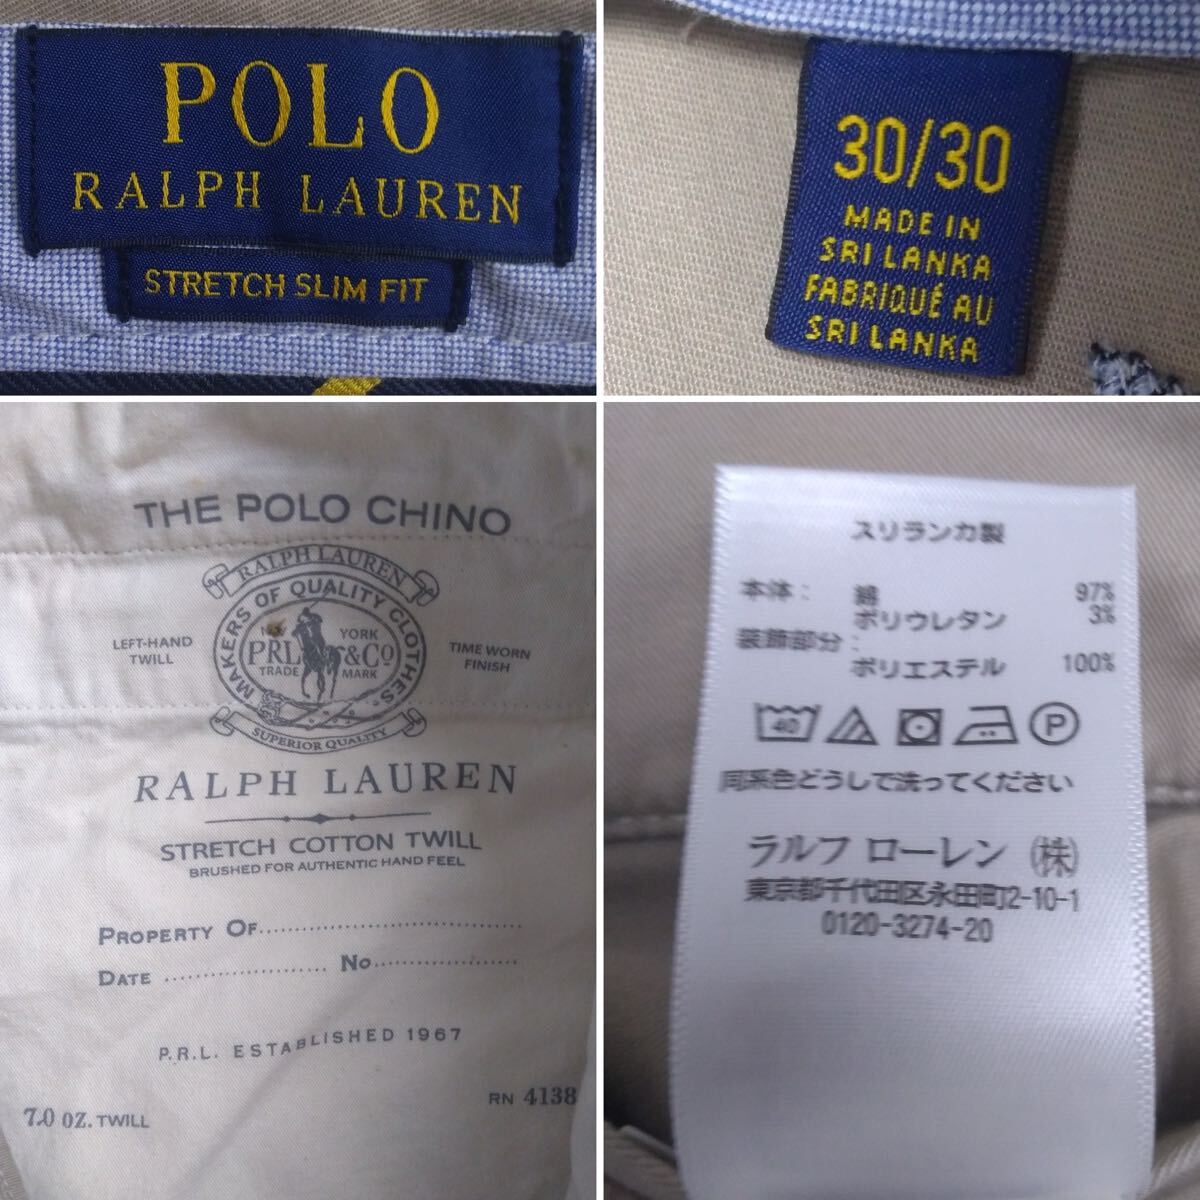 POLO
RALPH LAUREN
STRETCH SLIM FIT
30/30
MADE IN
SRI LANKA
FABRIQUÉ AU
SRI LANKA
THE POLO CHINO
RALPH LAUREN
MAKERS OF QUALITY CLOTHES
LEFT-HAND
TWILL
YORK
PRL &Co
TRADE MARK
TIME WORN
FINISH
SUPERIOR QUALITY
RALPH LAUREN
STRETCH COTTON TWILL
BRUSHED FOR AUTHENTIC HAND FEEL
PROPERTY OF
DATE No
P.R.L. ESTABLISHED 1967
7.0 OZ. TWILL
RN 4138
スリランカ製
本体: 綿 97%
ポリウレタン 3%
装飾部分:
ポリエステル 100%
40 P
同系色どうしで洗ってください
ラルフ ローレン (株)
東京都千代田区永田町2-10-1
0120-3274-20